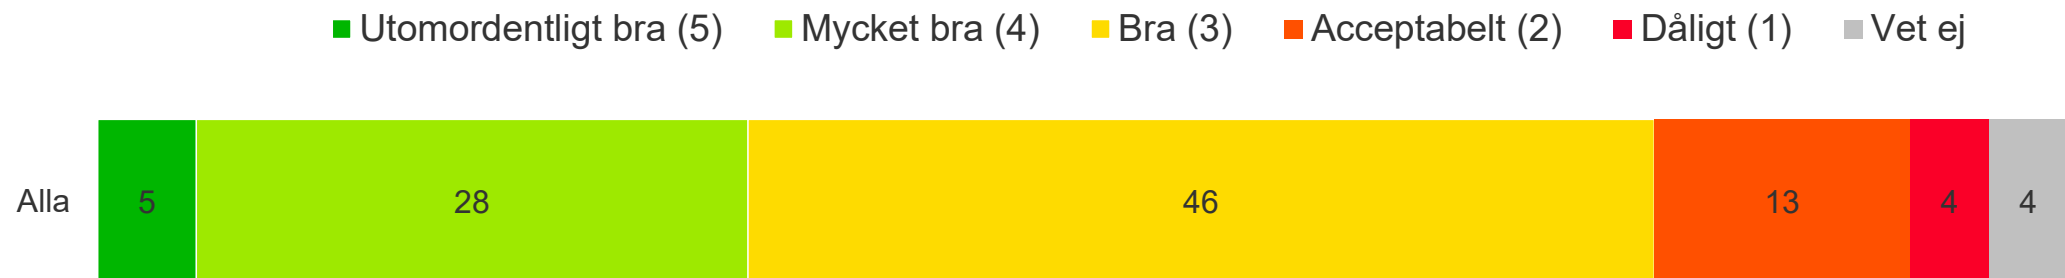 Utomordentligt bra (5) Mycket bra (4) Bra (3) Acceptabelt (2) Dåligt (1) Vet ej
Alla 5 28 46 13 4 4